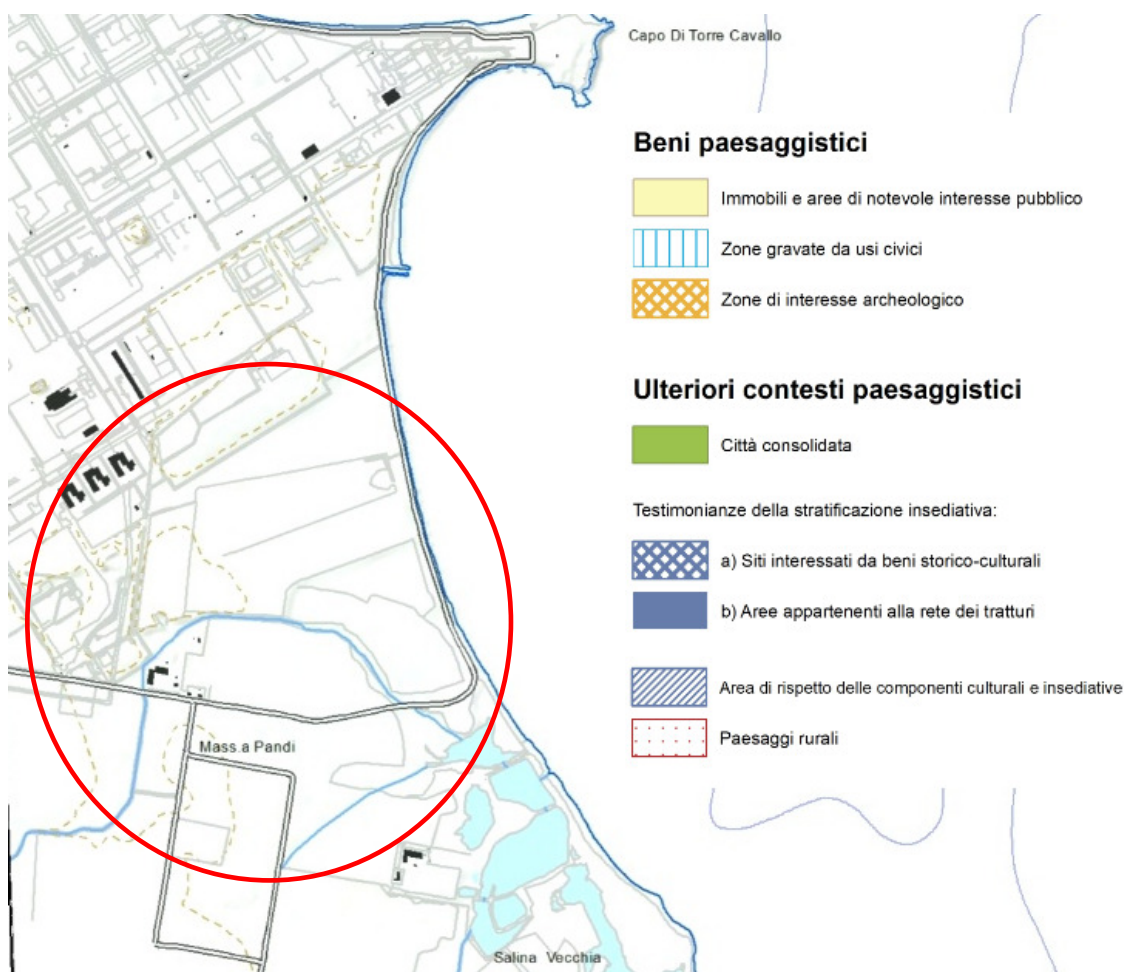 Capo Di Torre Cavallo
Beni paesaggistici
Immobili e aree di notevole interesse pubblico
Zone gravate da usi civici
Zone di interesse archeologico
Ulteriori contesti paesaggistici
Città consolidata
Testimonianze della stratificazione insediativa:
a) Siti interessati da beni storico-culturali
b) Aree appartenenti alla rete dei tratturi
Area di rispetto delle componenti culturali e insediative
Paesaggi rurali
Mass.a Pandi
Salina Vecchia